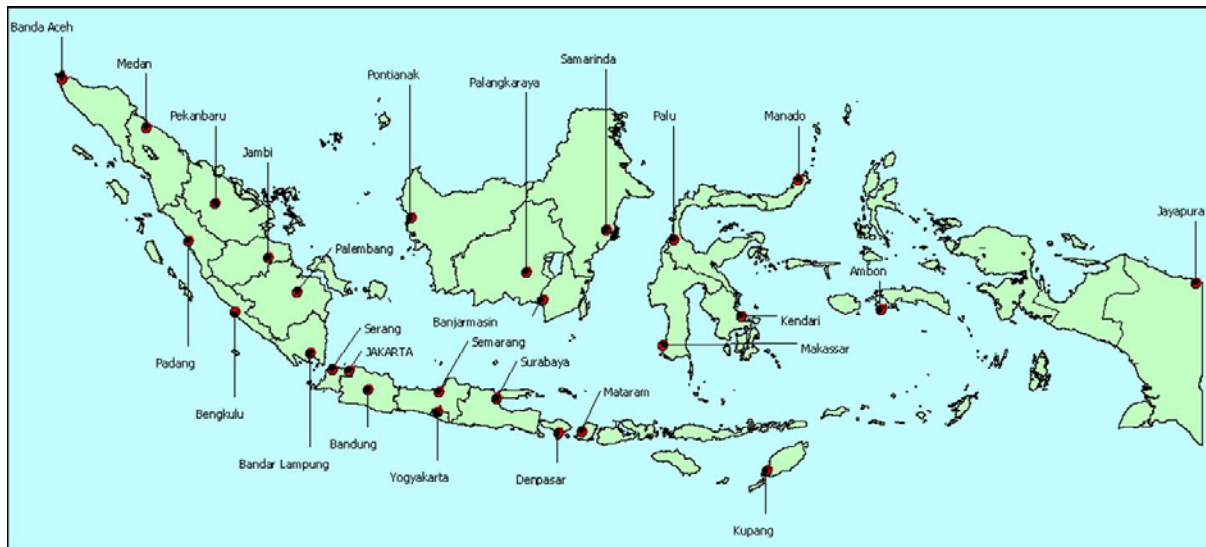 Banda Aceh
Medan
Pekanbaru
Jambi
Palembang
Pontianak
Palangkaraya
Samarinda
Palu
Manado
Jayapura
Ambon
Kendari
Makassar
Banjarmasin
Serang
JAKARTA
Semarang
Surabaya
Mataram
Padang
Bengkulu
Bandar Lampung
Bandung
Yogyakarta
Denpasar
Kupang